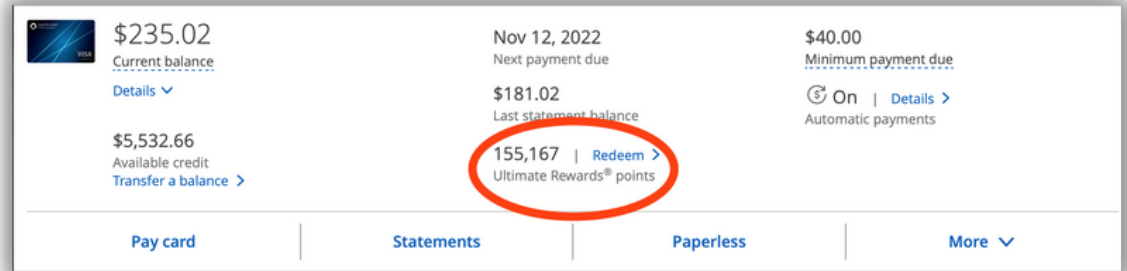 $235.02
Current balance
Details
$5,532.66
Available credit
Transfer a balance
Nov 12, 2022
Next payment due
$181.02
Last statement balance
155,167 | Redeem
Ultimate Rewards® points
$40.00
Minimum payment due
On | Details
Automatic payments
VISA
Pay card
Statements
Paperless
More